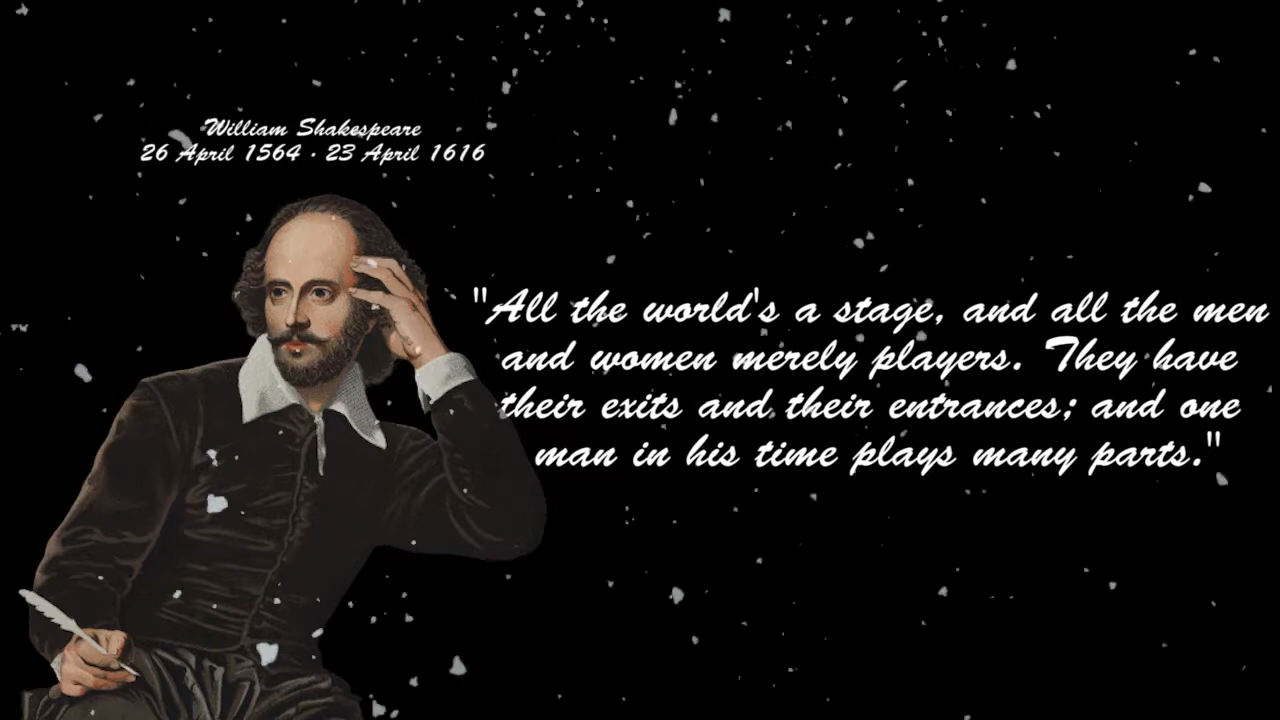 William Shakespeare
26 April 1564 · 23 April 1616
"All the world's a stage, and all the men
and women merely players. They have
their exits and their entrances; and one
man in his time plays many parts."